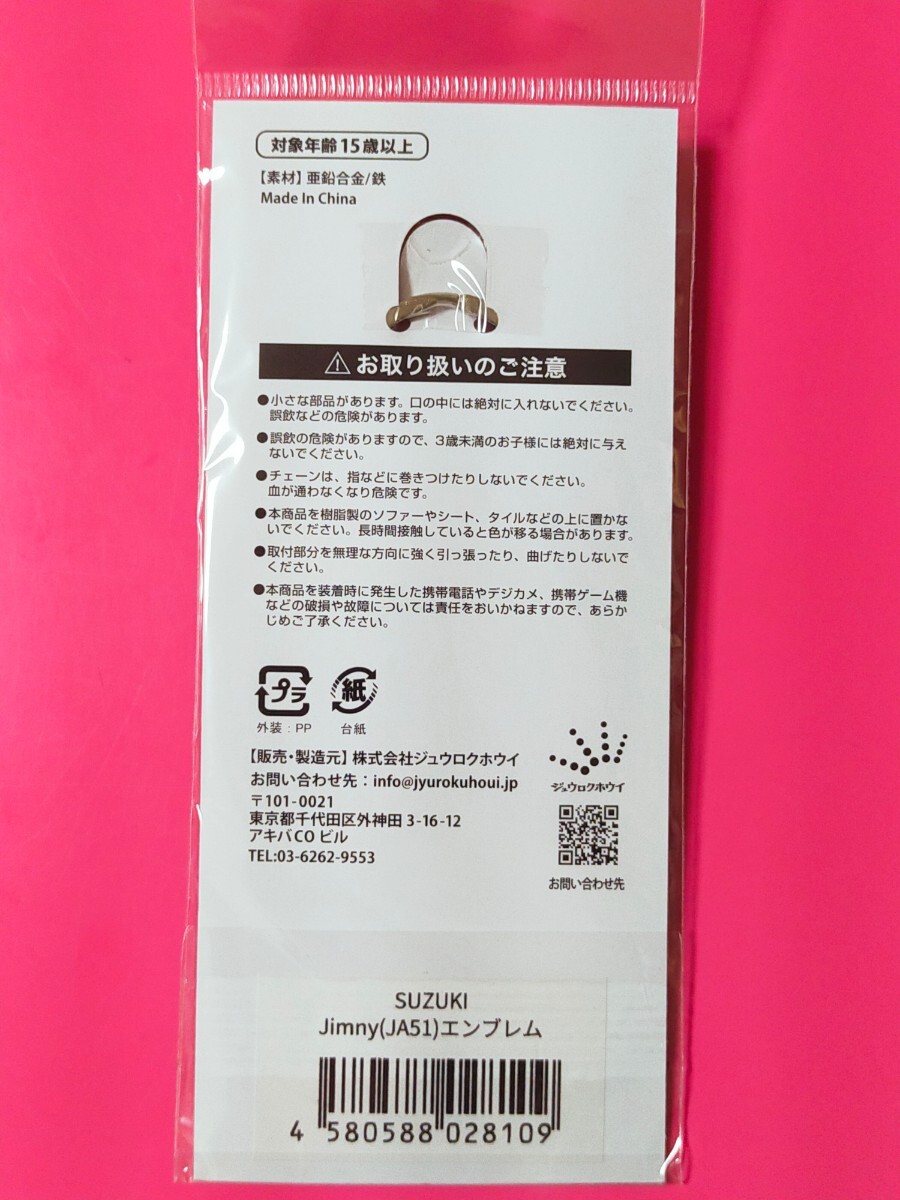 対象年齢15歳以上
【素材】亜鉛合金/鉄
Made In China
⚠お取り扱いのご注意
●小さな部品があります。口の中には絶対に入れないでください。
誤飲などの危険があります。
●誤飲の危険がありますので、3歳未満のお子様には絶対に与え
ないでください。
●チェーンは、指などに巻きつけたりしないでください。
血が通わなくなり危険です。
●本商品を樹脂製のソファーやシート、タイルなどの上に置かな
いでください。長時間接触していると色が移る場合があります。
●取付部分を無理な方向に強く引っ張ったり、曲げたりしないで
ください。
●本商品を装着時に発生した携帯電話やデジカメ、携帯ゲーム機
などの破損や故障については責任をおいかねますので、あらか
じめご了承ください。
プラ
紙
外装:PP
台紙
【販売・製造元】株式会社ジュウロクホウイ
お問い合わせ先:info@jyurokuhoui.jp
〒101-0021
東京都千代田区外神田3-16-12
アキバCOビル
TEL:03-6262-9553
ジュウロクホウイ
お問い合わせ先
SUZUKI
Jimny(JA51)エンブレム
4 580588 028109